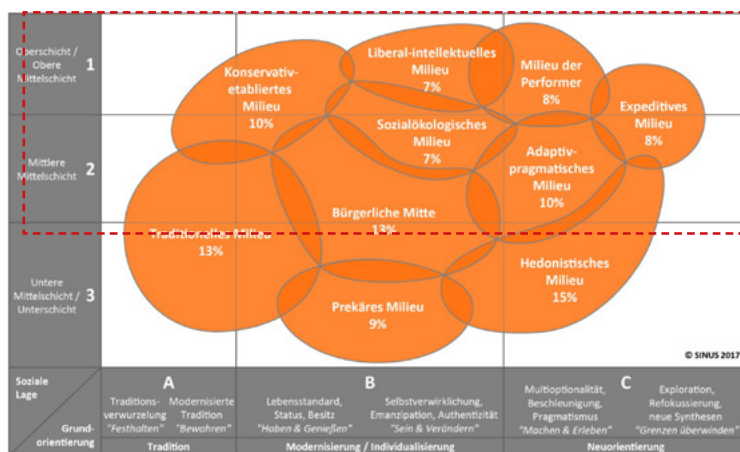 Oberschicht /
Obere
Mittelschicht
1
Mittlere
Mittelschicht
2
Untere
Mittelschicht /
Unterschicht
3
Konservativ-
etabliertes
Milieu
10%
Liberal-intellektuelles
Milieu
7%
Milieu der
Performer
8%
Expeditives
Milieu
8%
Sozialökologisches
Milieu
7%
Adaptiv-
pragmatisches
Milieu
10%
Traditionelles Milieu
13%
Bürgerliche Mitte
13%
Hedonistisches
Milieu
15%
Prekäres Milieu
9%
© SINUS 2017
Soziale
Lage
Grund-
orientierung
A
Traditions-
verwurzelung
"Festhalten"
Modernisierte
Tradition
"Bewahren"
Tradition
B
Lebensstandard,
Status, Besitz
"Haben & Genießen"
Selbstverwirklichung,
Emanzipation, Authentizität
"Sein & Verändern"
Modernisierung / Individualisierung
C
Multioptionalität,
Beschleunigung,
Pragmatismus
"Machen & Erleben"
Exploration,
Refokussierung,
neue Synthesen
"Grenzen überwinden"
Neuorientierung